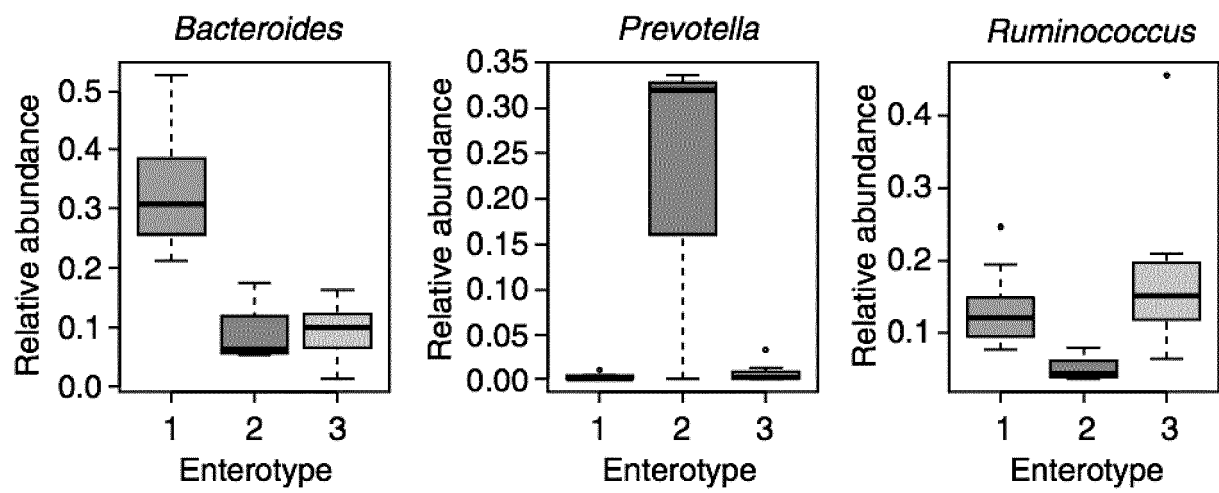 Bacteroides
Relative abundance
0.5
0.4
0.3
0.2
0.1
0.0
1 2 3
Enterotype
Prevotella
Relative abundance
0.35
0.30
0.25
0.20
0.15
0.10
0.05
0.00
1 2 3
Enterotype
Ruminococcus
Relative abundance
0.4
0.3
0.2
0.1
1 2 3
Enterotype